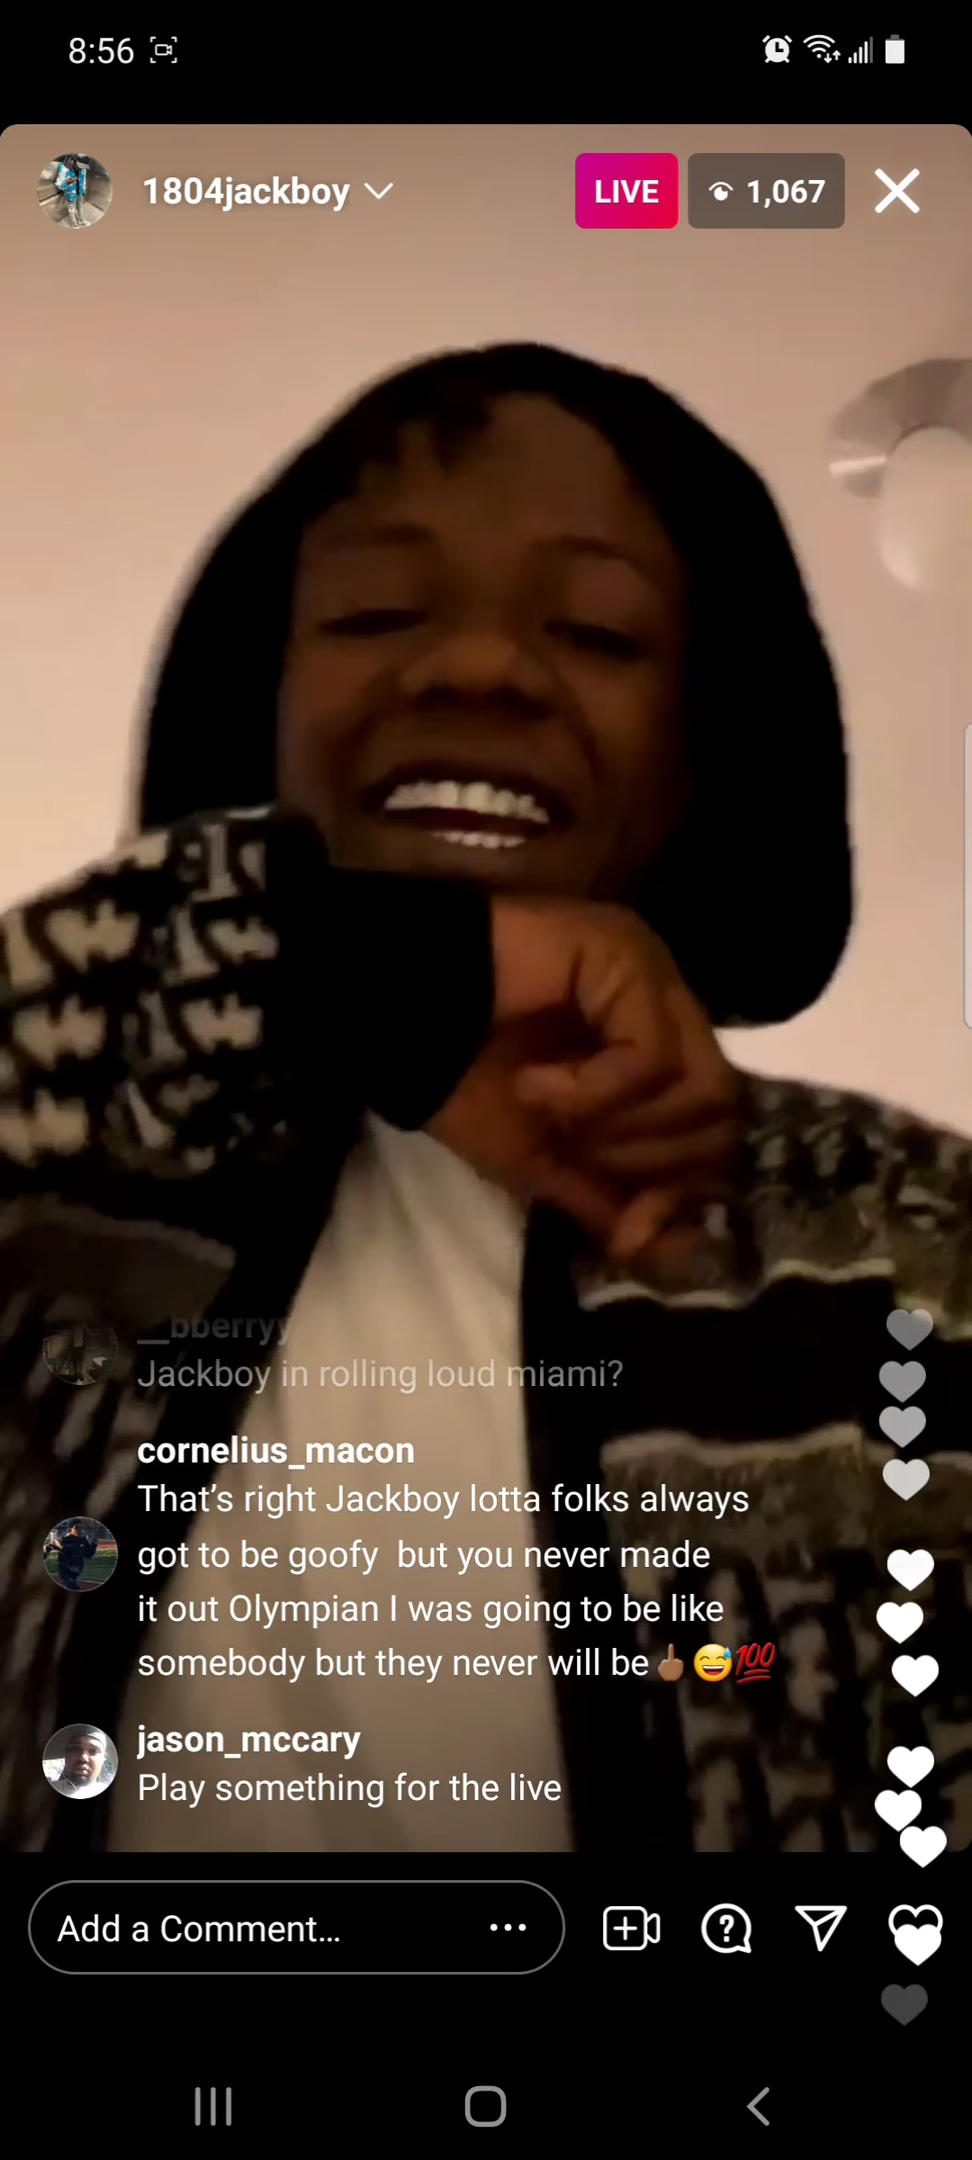 8:56
1804jackboy
LIVE
1,067
__bberryy
Jackboy in rolling loud miami?
cornelius_macon
That’s right Jackboy lotta folks always
got to be goofy  but you never made
it out Olympian I was going to be like
somebody but they never will be🖕🏾😅💯
jason_mccary
Play something for the live
Add a Comment...